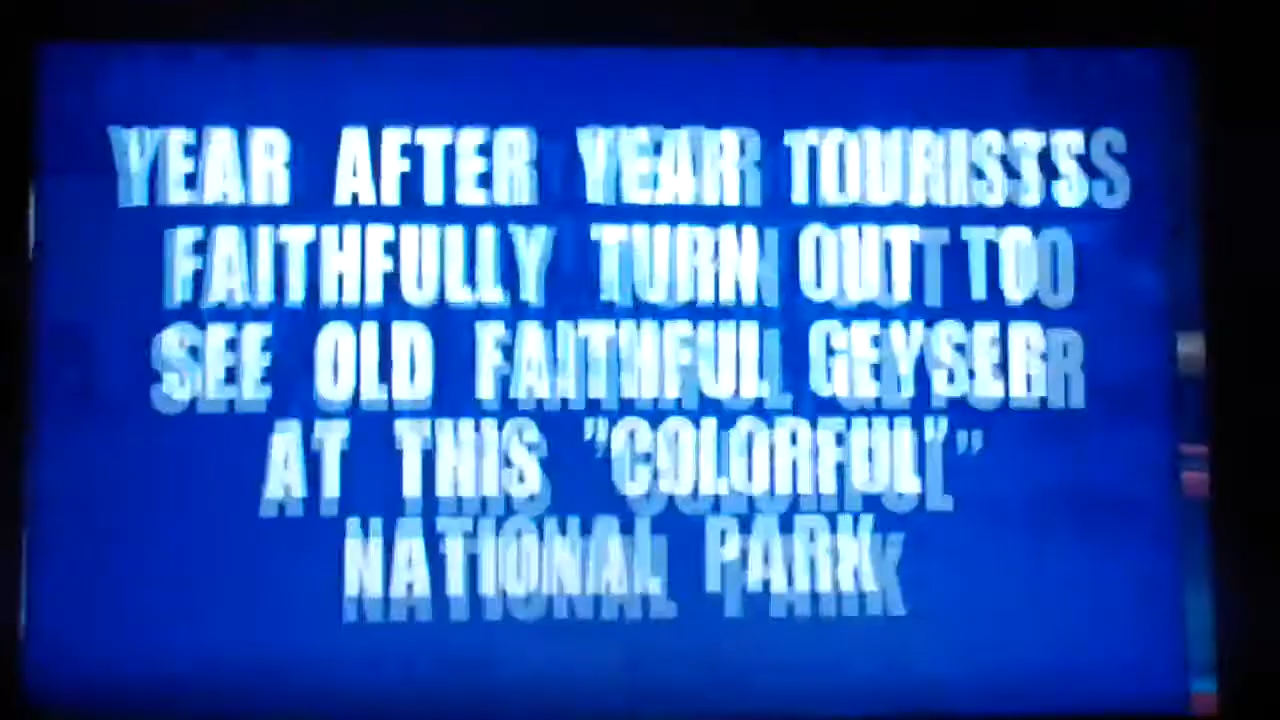 YEAR AFTER YEAR TOURISTS
FAITHFULLY TURN OUT TO
SEE OLD FAITHFUL GEYSER
AT THIS "COLORFUL"
NATIONAL PARK